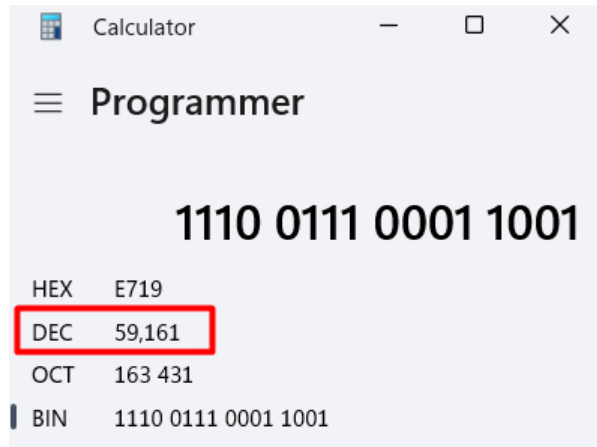 Calculator
Programmer
1110 0111 0001 1001
HEX E719
DEC 59,161
OCT 163 431
BIN 1110 0111 0001 1001